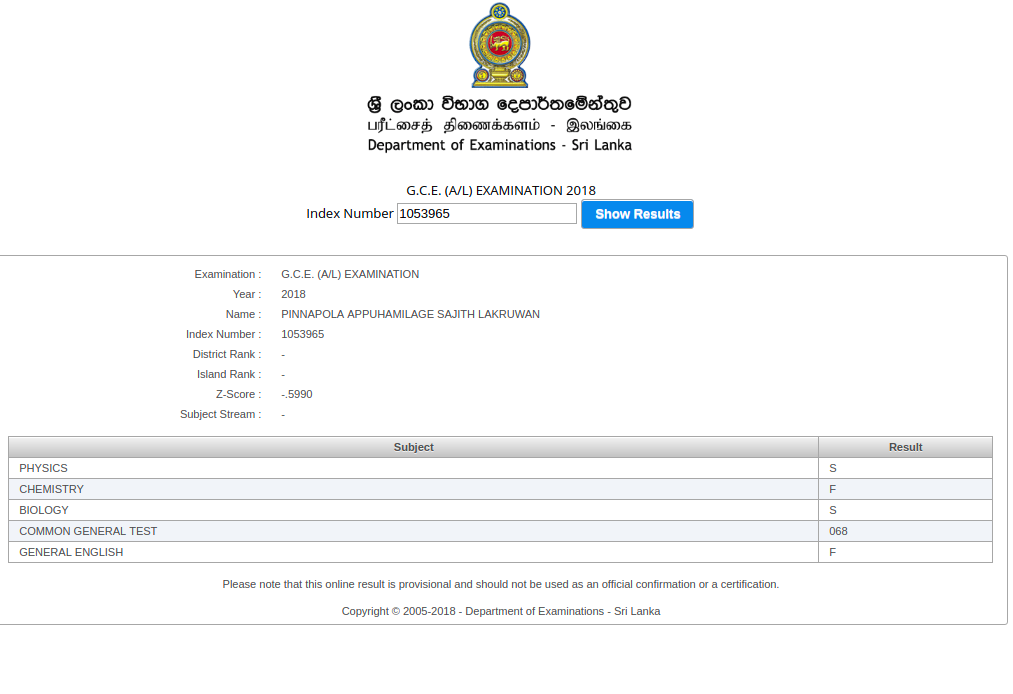 ශ්‍රී ලංකා විභාග දෙපාර්තමේන්තුව
பரீட்சைத் திணைக்களம் - இலங்கை
Department of Examinations - Sri Lanka
G.C.E. (A/L) EXAMINATION 2018
Index Number 1053965 Show Results
Examination : G.C.E. (A/L) EXAMINATION
Year : 2018
Name : PINNAPOLA APPUHAMILAGE SAJITH LAKRUWAN
Index Number : 1053965
District Rank : -
Island Rank : -
Z-Score : -.5990
Subject Stream : -
Subject Result
PHYSICS S
CHEMISTRY F
BIOLOGY S
COMMON GENERAL TEST 068
GENERAL ENGLISH F
Please note that this online result is provisional and should not be used as an official confirmation or a certification.
Copyright © 2005-2018 - Department of Examinations - Sri Lanka